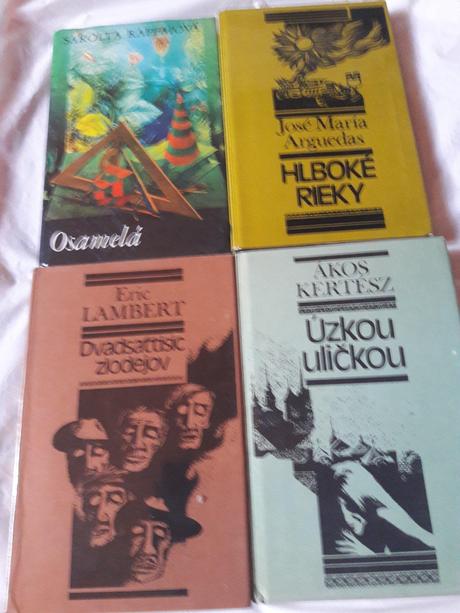 SAROLTA
Osamelá
José María
Arguedas
HLBOKÉ
RIEKY
Eric
LAMBERT
Dvadsaťtisíc
zlodejov
ÁKOS
KERTÉSZ
Úzkou
uličkou